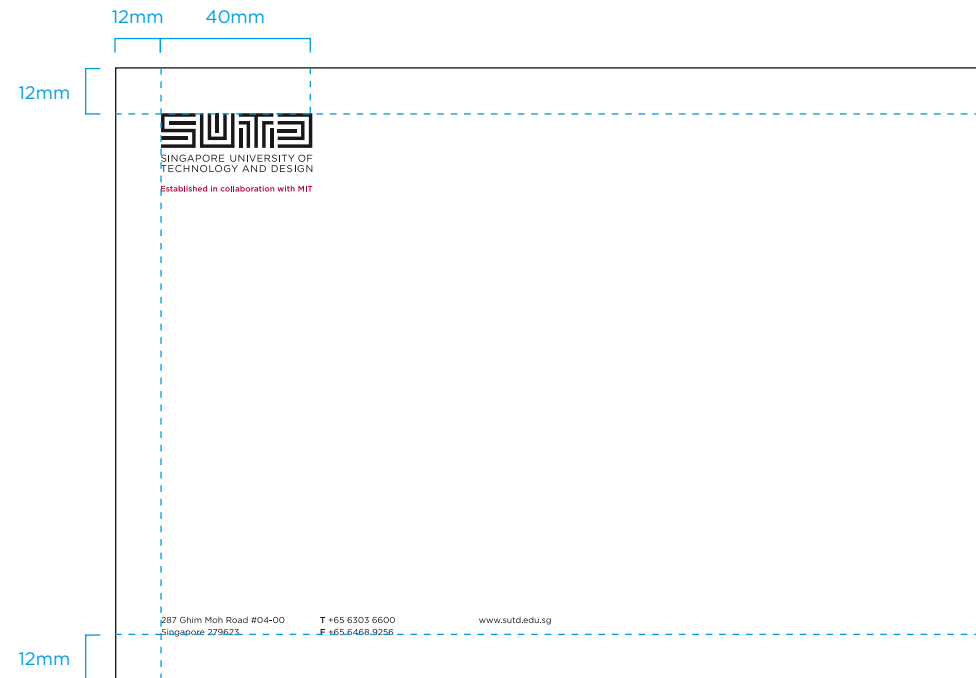 12mm 40mm
12mm
SUTD
SINGAPORE UNIVERSITY OF
TECHNOLOGY AND DESIGN
Established in collaboration with MIT
287 Ghim Moh Road #04-00 T +65 6303 6600 www.sutd.edu.sg
Singapore 279623 F +65 6468 9256
12mm